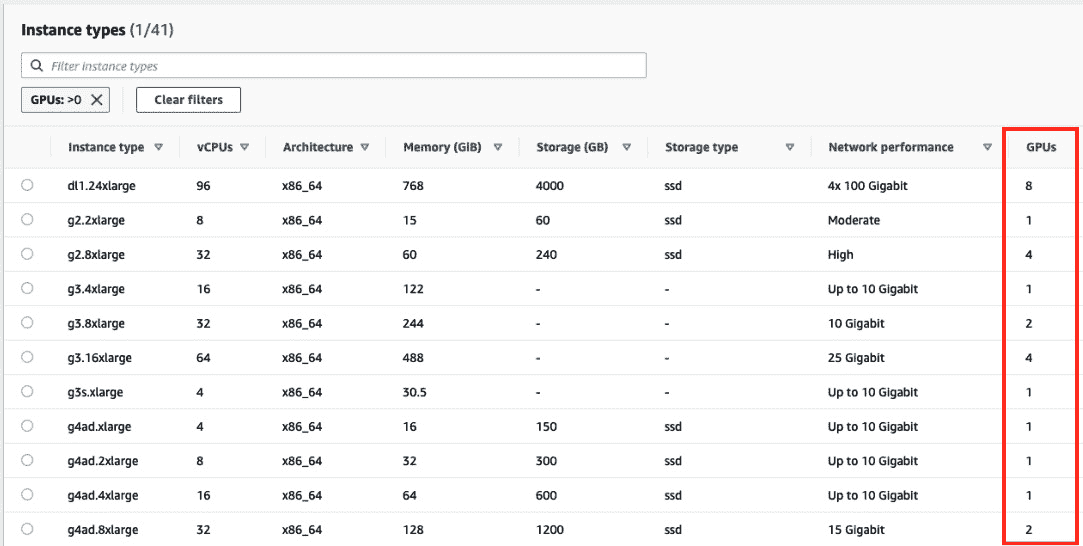 Instance types (1/41)
Filter instance types
GPUs: >0 Clear filters
Instance type vCPUs Architecture Memory (GiB) Storage (GB) Storage type Network performance GPUs
dl1.24xlarge 96 x86_64 768 4000 ssd 4x 100 Gigabit 8
g2.2xlarge 8 x86_64 15 60 ssd Moderate 1
g2.8xlarge 32 x86_64 60 240 ssd High 4
g3.4xlarge 16 x86_64 122 - - Up to 10 Gigabit 1
g3.8xlarge 32 x86_64 244 - - 10 Gigabit 2
g3.16xlarge 64 x86_64 488 - - 25 Gigabit 4
g3s.xlarge 4 x86_64 30.5 - - Up to 10 Gigabit 1
g4ad.xlarge 4 x86_64 16 150 ssd Up to 10 Gigabit 1
g4ad.2xlarge 8 x86_64 32 300 ssd Up to 10 Gigabit 1
g4ad.4xlarge 16 x86_64 64 600 ssd Up to 10 Gigabit 1
g4ad.8xlarge 32 x86_64 128 1200 ssd 15 Gigabit 2